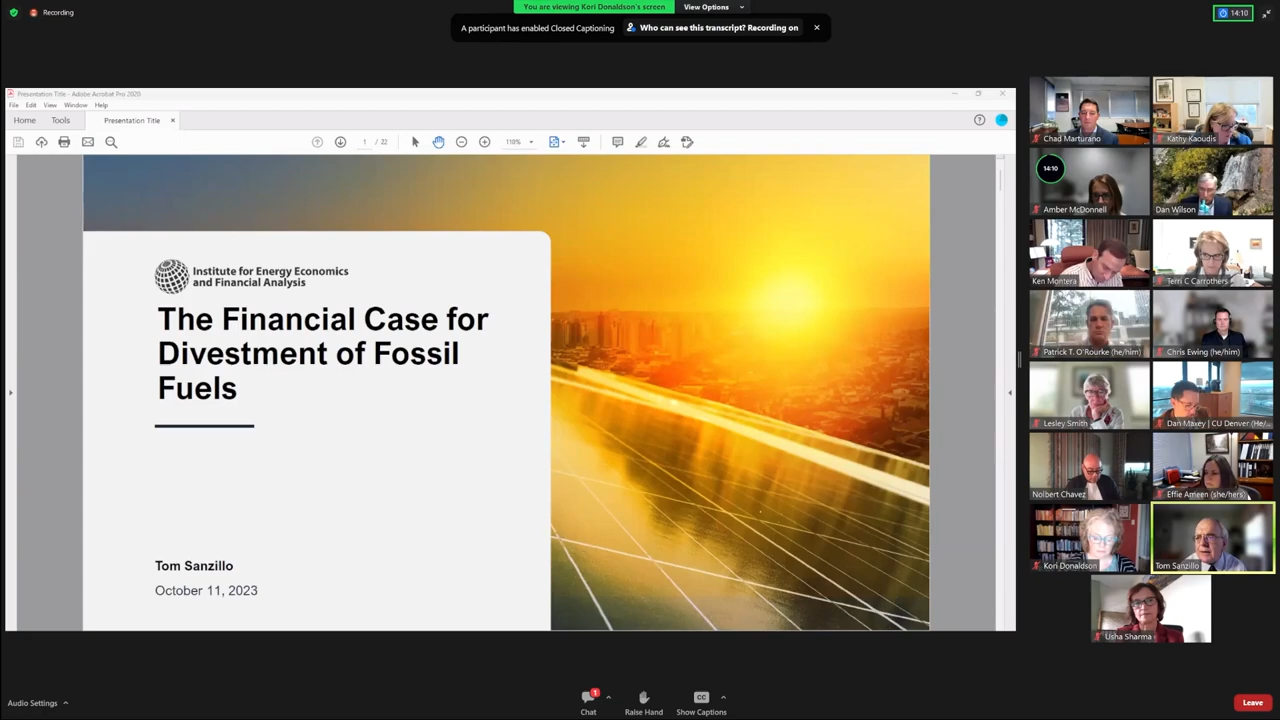 Recording
You are viewing Kori Donaldson's screen
View Options
14:10
A participant has enabled Closed Captioning
Who can see this transcript? Recording on
Presentation Title - Adobe Acrobat Pro 2020
File Edit View Window Help
Home
Tools
Presentation Title
1 / 22
110%
Institute for Energy Economics
and Financial Analysis
The Financial Case for
Divestment of Fossil
Fuels
Tom Sanzillo
October 11, 2023
Chad Marturano
Kathy Kaoudis
14:10
Amber McDonnell
Dan Wilson
Ken Montera
Terri C Carrothers
Patrick T. O'Rourke (he/him)
Chris Ewing (he/him)
Lesley Smith
Dan Maxey | CU Denver (He/...
Nolbert Chavez
Effie Ameen (she/hers)
Kori Donaldson
Tom Sanzillo
Usha Sharma
Audio Settings
1
Chat
Raise Hand
CC
Show Captions
Leave